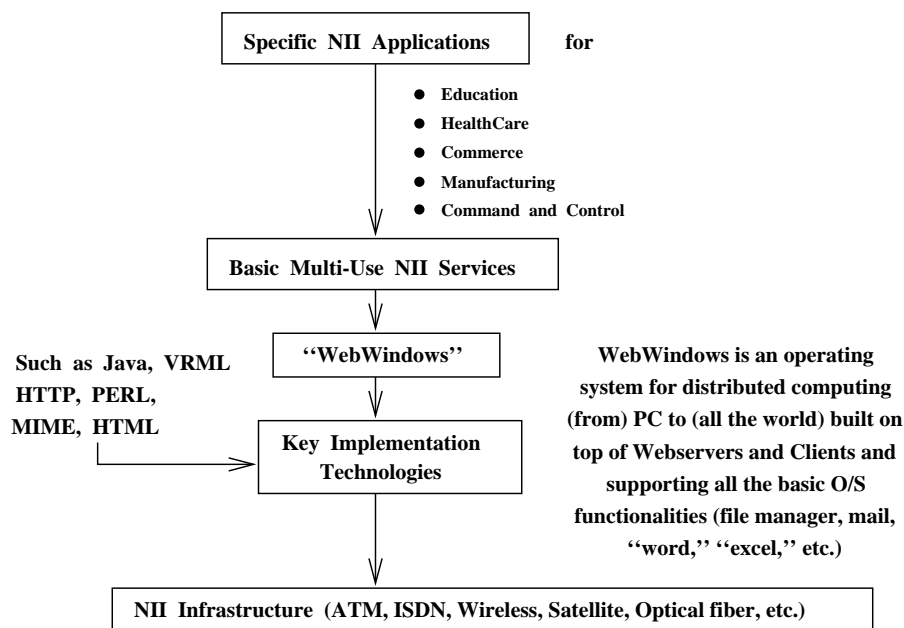 Specific NII Applications for
● Education
● HealthCare
● Commerce
● Manufacturing
● Command and Control
Basic Multi-Use NII Services
‘‘WebWindows’’
Such as Java, VRML
HTTP, PERL,
MIME, HTML
Key Implementation
Technologies
WebWindows is an operating
system for distributed computing
(from) PC to (all the world) built on
top of Webservers and Clients and
supporting all the basic O/S
functionalities (file manager, mail,
‘‘word,’’ ‘‘excel,’’ etc.)
NII Infrastructure (ATM, ISDN, Wireless, Satellite, Optical fiber, etc.)